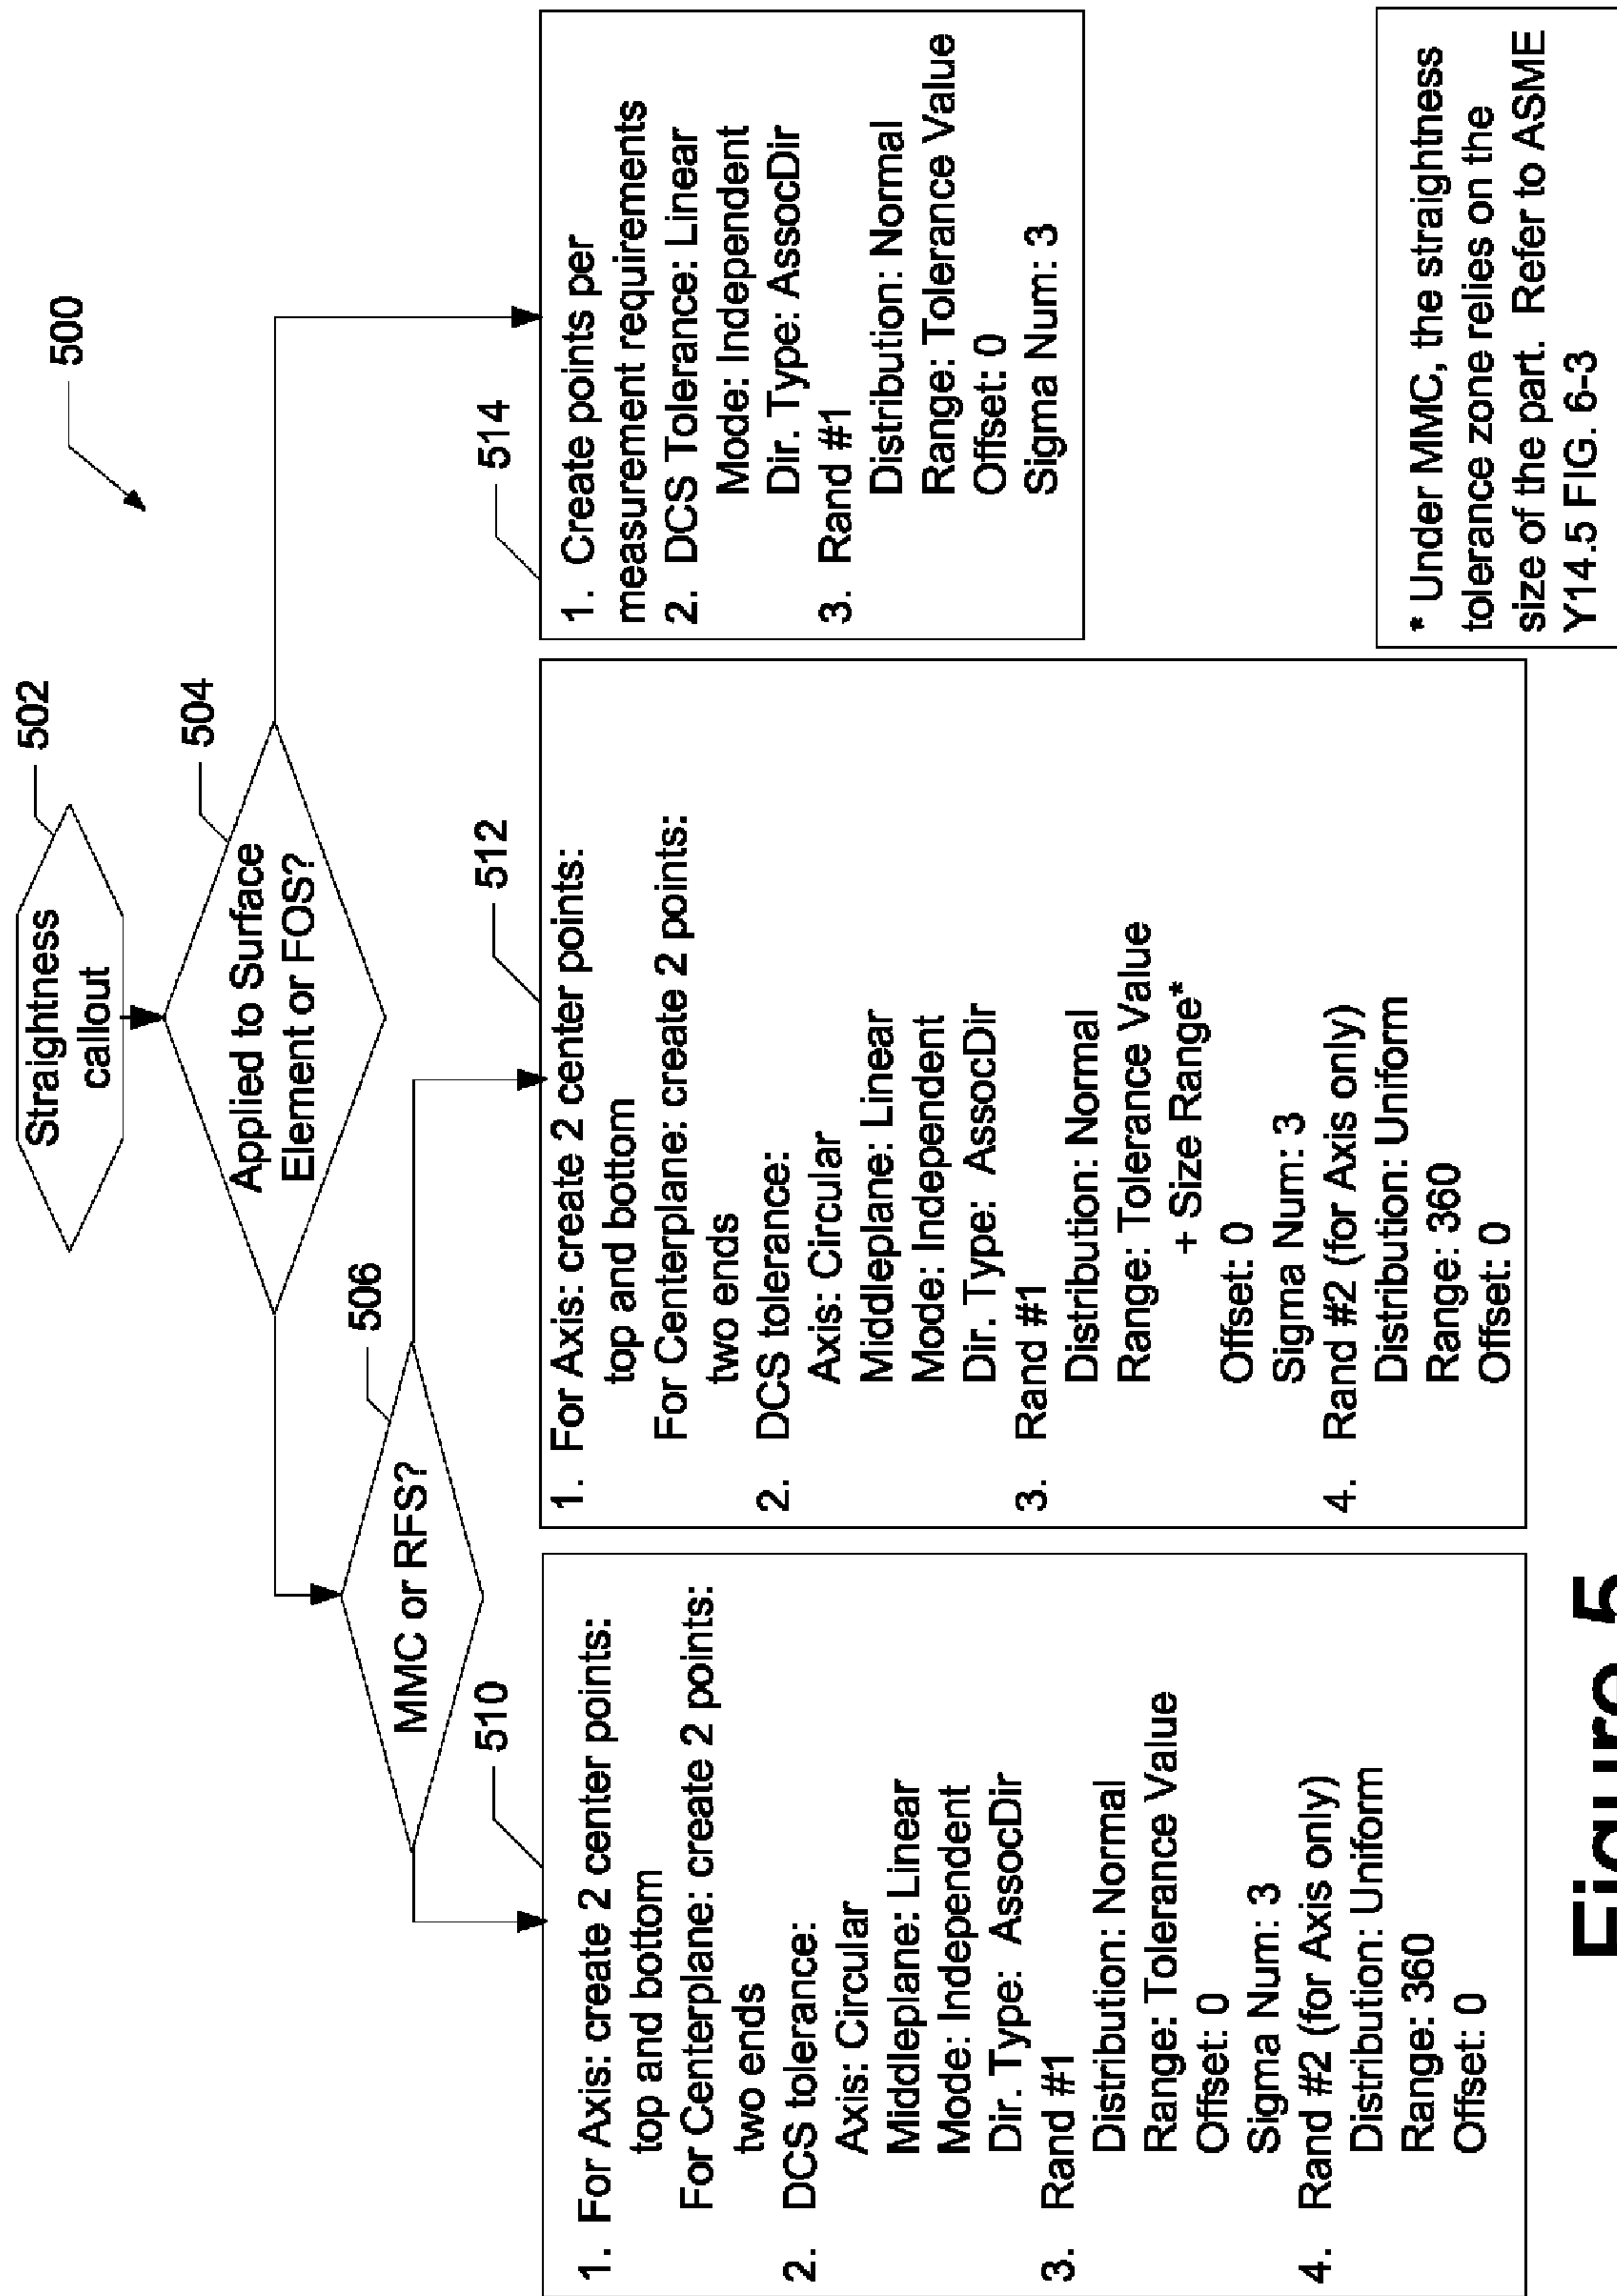 500
502
Straightness
callout
504
Applied to Surface
Element or FOS?
506
MMC or RFS?
510
1. For Axis: create 2 center points:
top and bottom
For Centerplane: create 2 points:
two ends
2. DCS tolerance:
Axis: Circular
Middleplane: Linear
Mode: Independent
Dir. Type: AssocDir
3. Rand #1
Distribution: Normal
Range: Tolerance Value
Offset: 0
Sigma Num: 3
4. Rand #2 (for Axis only)
Distribution: Uniform
Range: 360
Offset: 0
512
1. For Axis: create 2 center points:
top and bottom
For Centerplane: create 2 points:
two ends
2. DCS tolerance:
Axis: Circular
Middleplane: Linear
Mode: Independent
Dir. Type: AssocDir
3. Rand #1
Distribution: Normal
Range: Tolerance Value
+ Size Range*
Offset: 0
Sigma Num: 3
4. Rand #2 (for Axis only)
Distribution: Uniform
Range: 360
Offset: 0
514
1. Create points per
measurement requirements
2. DCS Tolerance: Linear
Mode: Independent
Dir. Type: AssocDir
3. Rand #1
Distribution: Normal
Range: Tolerance Value
Offset: 0
Sigma Num: 3
* Under MMC, the straightness
tolerance zone relies on the
size of the part. Refer to ASME
Y14.5 FIG. 6-3
Figure 5